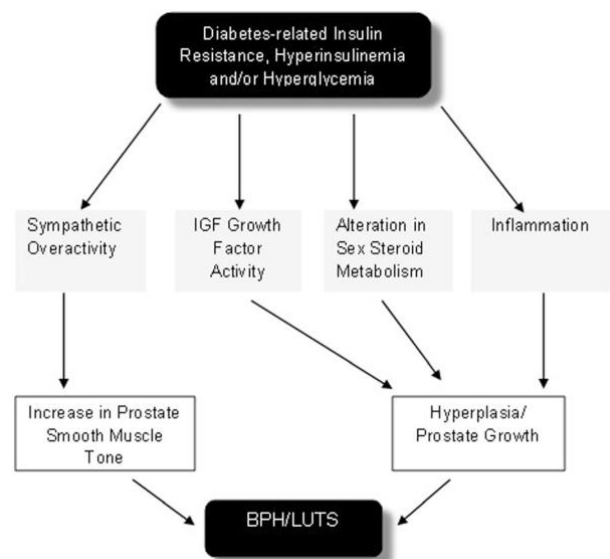 Diabetes-related Insulin
Resistance, Hyperinsulinemia
and/or Hyperglycemia
Sympathetic
Overactivity
IGF Growth
Factor
Activity
Alteration in
Sex Steroid
Metabolism
Inflammation
Increase in Prostate
Smooth Muscle
Tone
Hyperplasia/
Prostate Growth
BPH/LUTS